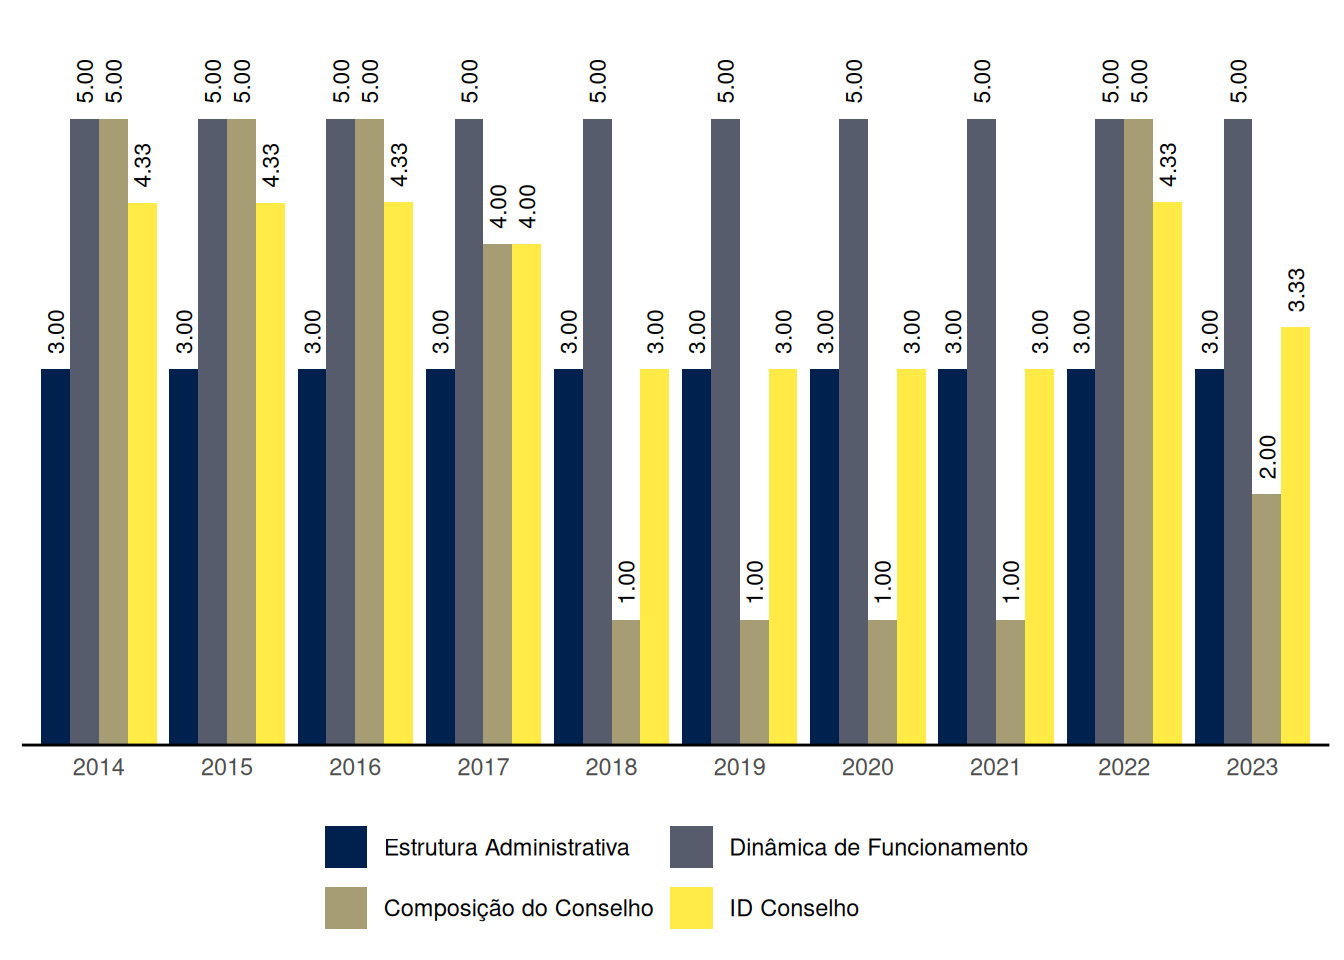 5.00 5.00 5.00 5.00 5.00 5.00 5.00 5.00 5.00 5.00 5.00 5.00 5.00 5.00
4.33 4.33 4.33 4.33
4.00 4.00
3.33
3.00 3.00 3.00 3.00 3.00 3.00 3.00 3.00 3.00 3.00 3.00 3.00 3.00 3.00
2.00
1.00 1.00 1.00 1.00
2014 2015 2016 2017 2018 2019 2020 2021 2022 2023
Estrutura Administrativa Dinâmica de Funcionamento
Composição do Conselho ID Conselho